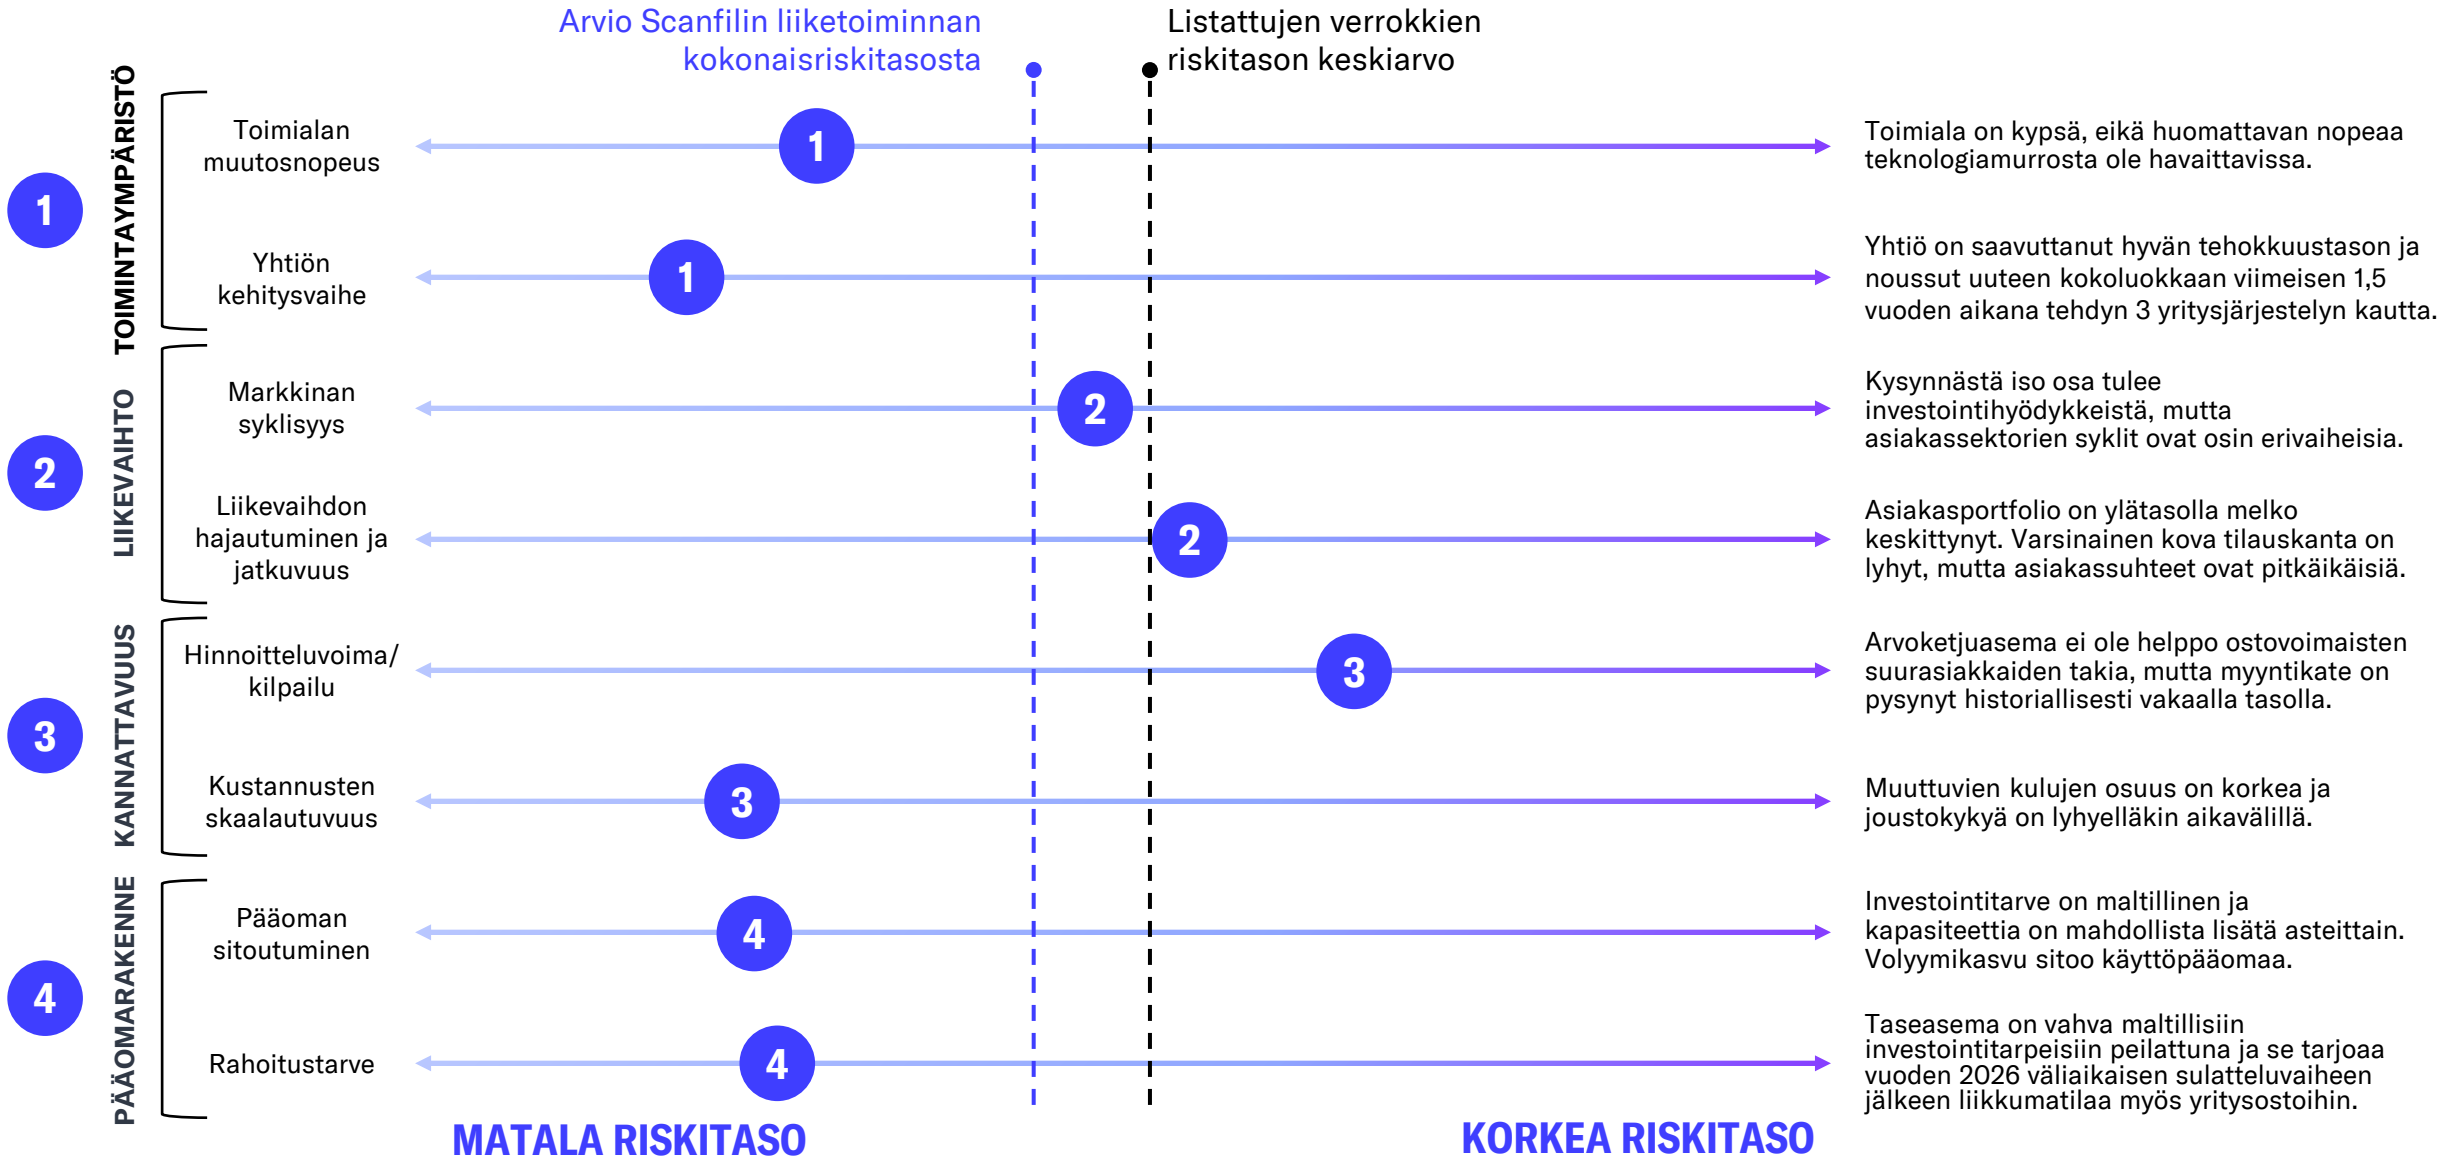 Arvio Scanfilin liiketoiminnan
kokonaisriskitasosta
Listattujen verrokkien
riskitason keskiarvo
1
TOIMINTAYMPÄRISTÖ
Toimialan
muutosnopeus
1
Toimiala on kypsä, eikä huomattavan nopeaa
teknologiamurrosta ole havaittavissa.
Yhtiön
kehitysvaihe
1
Yhtiö on saavuttanut hyvän tehokkuustason ja
noussut uuteen kokoluokkaan viimeisen 1,5
vuoden aikana tehdyn 3 yritysjärjestelyn kautta.
2
LIIKEVAIHTO
Markkinan
syklisyys
2
Kysynnästä iso osa tulee
investointihyödykkeistä, mutta
asiakassektorien syklit ovat osin erivaiheisia.
Liikevaihdon
hajautuminen ja
jatkuvuus
2
Asiakasportfolio on ylätasolla melko
keskittynyt. Varsinainen kova tilauskanta on
lyhyt, mutta asiakassuhteet ovat pitkäikäisiä.
3
KANNATTAVUUS
Hinnoitteluvoima/
kilpailu
3
Arvoketjuasema ei ole helppo ostovoimaisten
suurasiakkaiden takia, mutta myyntikate on
pysynyt historiallisesti vakaalla tasolla.
Kustannusten
skaalautuvuus
3
Muuttuvien kulujen osuus on korkea ja
joustokykyä on lyhyelläkin aikavälillä.
4
PÄÄOMARAKENNE
Pääoman
sitoutuminen
4
Investointitarve on maltillinen ja
kapasiteettia on mahdollista lisätä asteittain.
Volyymikasvu sitoo käyttöpääomaa.
Rahoitustarve
4
Taseasema on vahva maltillisiin
investointitarpeisiin peilattuna ja se tarjoaa
vuoden 2026 väliaikaisen sulatteluvaiheen
jälkeen liikkumatilaa myös yritysostoihin.
MATALA RISKITASO
KORKEA RISKITASO